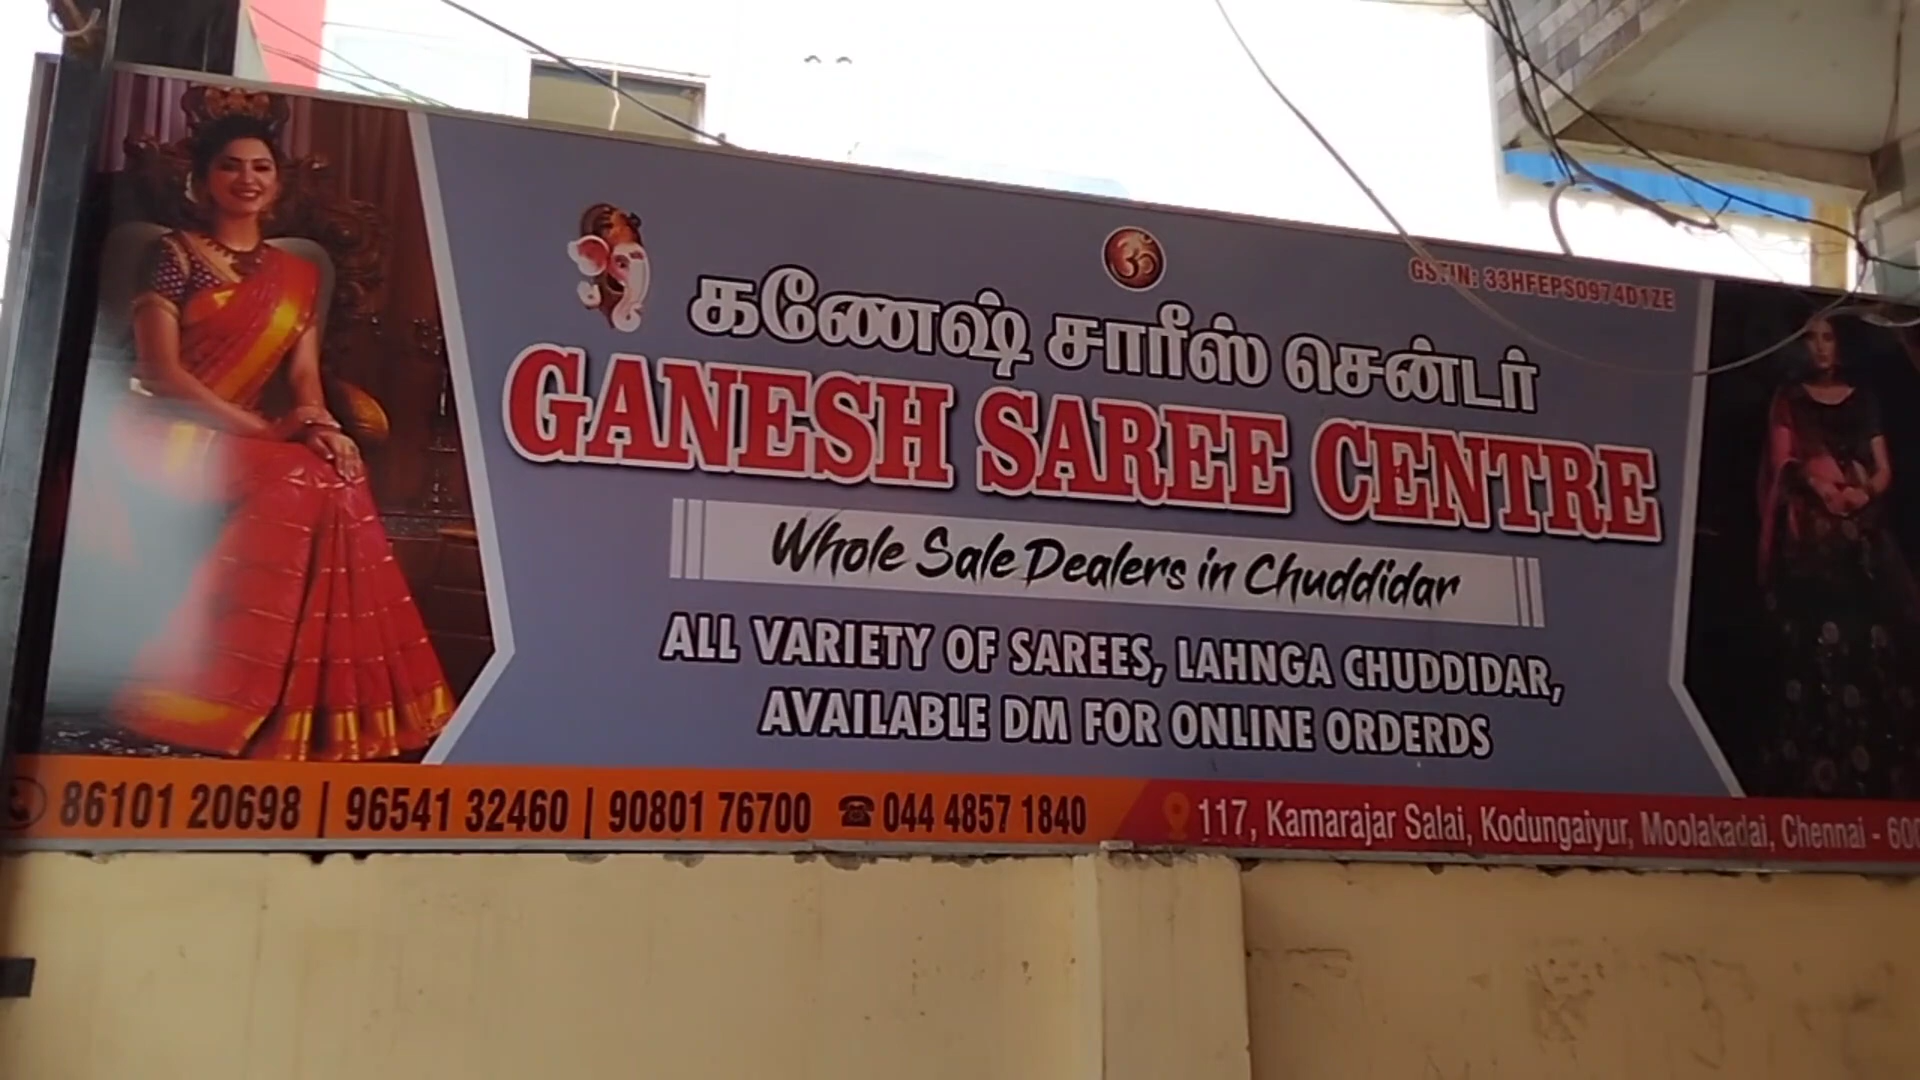 ॐ
GSTIN: 33HFEPS0974D1ZE
கணேஷ் சாரீஸ் சென்டர்
GANESH SAREE CENTRE
Whole Sale Dealers in Chuddidar
ALL VARIETY OF SAREES, LAHNGA CHUDDIDAR,
AVAILABLE DM FOR ONLINE ORDERDS
86101 20698 | 96541 32460 | 90801 76700 ☎ 044 4857 1840
117, Kamarajar Salai, Kodungaiyur, Moolakadai, Chennai - 600